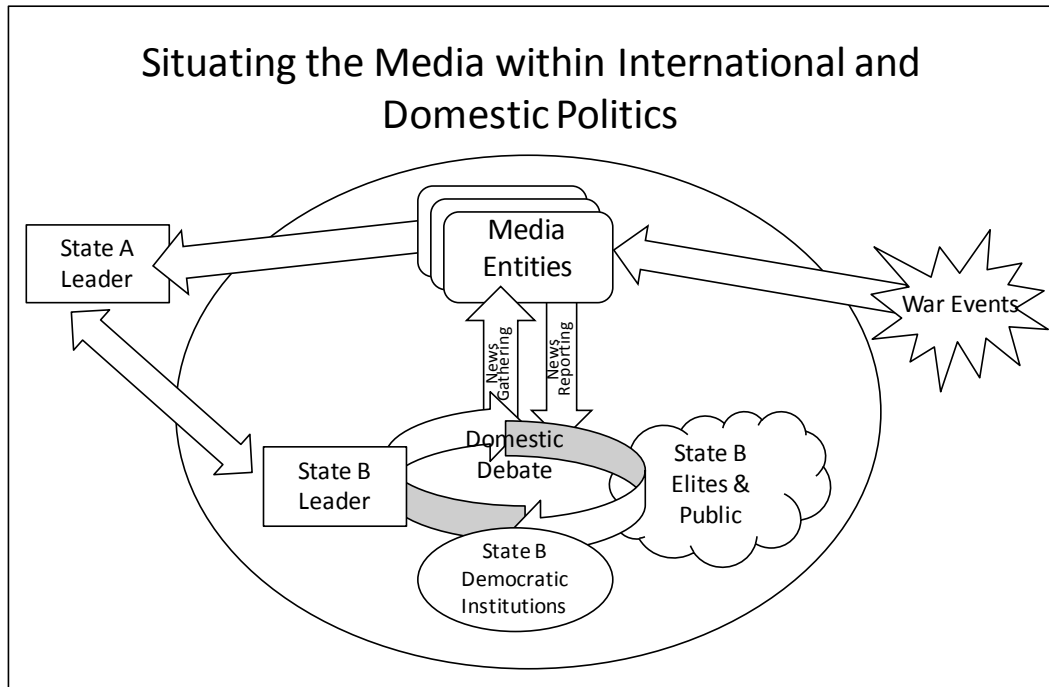 Situating the Media within International and
Domestic Politics
State A
Leader
Media
Entities
War Events
News
Gathering
News
Reporting
Domestic
Debate
State B
Leader
State B
Elites &
Public
State B
Democratic
Institutions